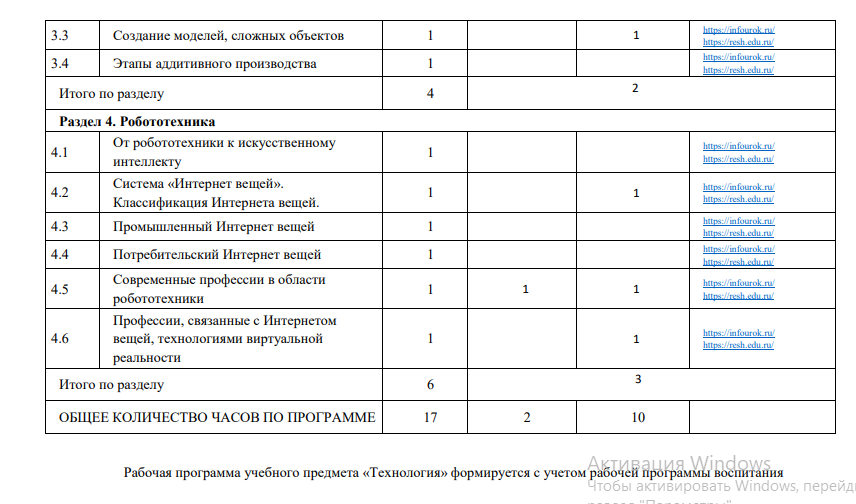 3.3 Создание моделей, сложных объектов 1 1 https://infourok.ru/
https://resh.edu.ru/
3.4 Этапы аддитивного производства 1 https://infourok.ru/
https://resh.edu.ru/
Итого по разделу 4 2
Раздел 4. Робототехника
4.1 От робототехники к искусственному
интеллекту 1 https://infourok.ru/
https://resh.edu.ru/
4.2 Система «Интернет вещей».
Классификация Интернета вещей. 1 1 https://infourok.ru/
https://resh.edu.ru/
4.3 Промышленный Интернет вещей 1 https://infourok.ru/
https://resh.edu.ru/
4.4 Потребительский Интернет вещей 1 https://infourok.ru/
https://resh.edu.ru/
4.5 Современные профессии в области
робототехники 1 1 1 https://infourok.ru/
https://resh.edu.ru/
4.6 Профессии, связанные с Интернетом
вещей, технологиями виртуальной
реальности 1 1 https://infourok.ru/
https://resh.edu.ru/
Итого по разделу 6 3
ОБЩЕЕ КОЛИЧЕСТВО ЧАСОВ ПО ПРОГРАММЕ 17 2 10
Активация Windows
Рабочая программа учебного предмета «Технология» формируется с учетом рабочей программы воспитания
Чтобы активировать Windows, перейди